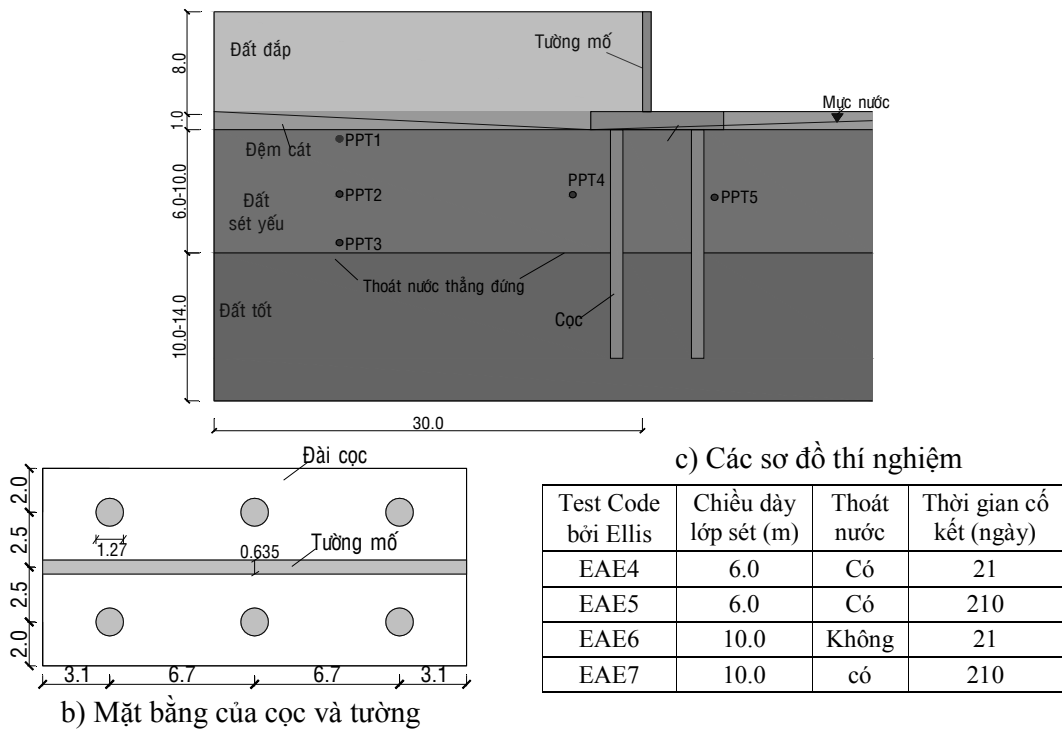 Đất đắp
Tường mố
8.0
Mực nước
1.0
Đệm cát
PPT1
PPT4
PPT2
PPT5
6.0-10.0
Đất
sét yếu
PPT3
Thoát nước thẳng đứng
Đất tốt
Cọc
10.0-14.0
30.0
Đài cọc
2.0
2.5
1.27
0.635
Tường mố
2.5
2.0
3.1
6.7
6.7
3.1
b) Mặt bằng của cọc và tường
c) Các sơ đồ thí nghiệm
Test Code bởi Ellis | Chiều dày lớp sét (m) | Thoát nước | Thời gian cố kết (ngày)
EAE4 6.0 Có 21
EAE5 6.0 Có 210
EAE6 10.0 Không 21
EAE7 10.0 có 210